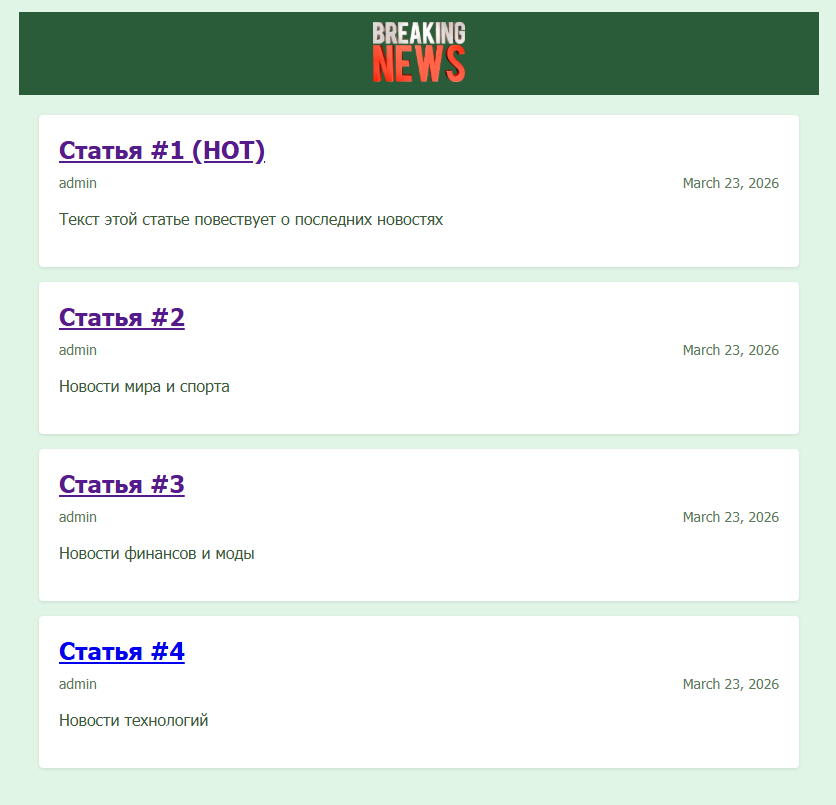 BREAKING
NEWS
Статья #1 (HOT)
admin March 23, 2026
Текст этой статье повествует о последних новостях
Статья #2
admin March 23, 2026
Новости мира и спорта
Статья #3
admin March 23, 2026
Новости финансов и моды
Статья #4
admin March 23, 2026
Новости технологий